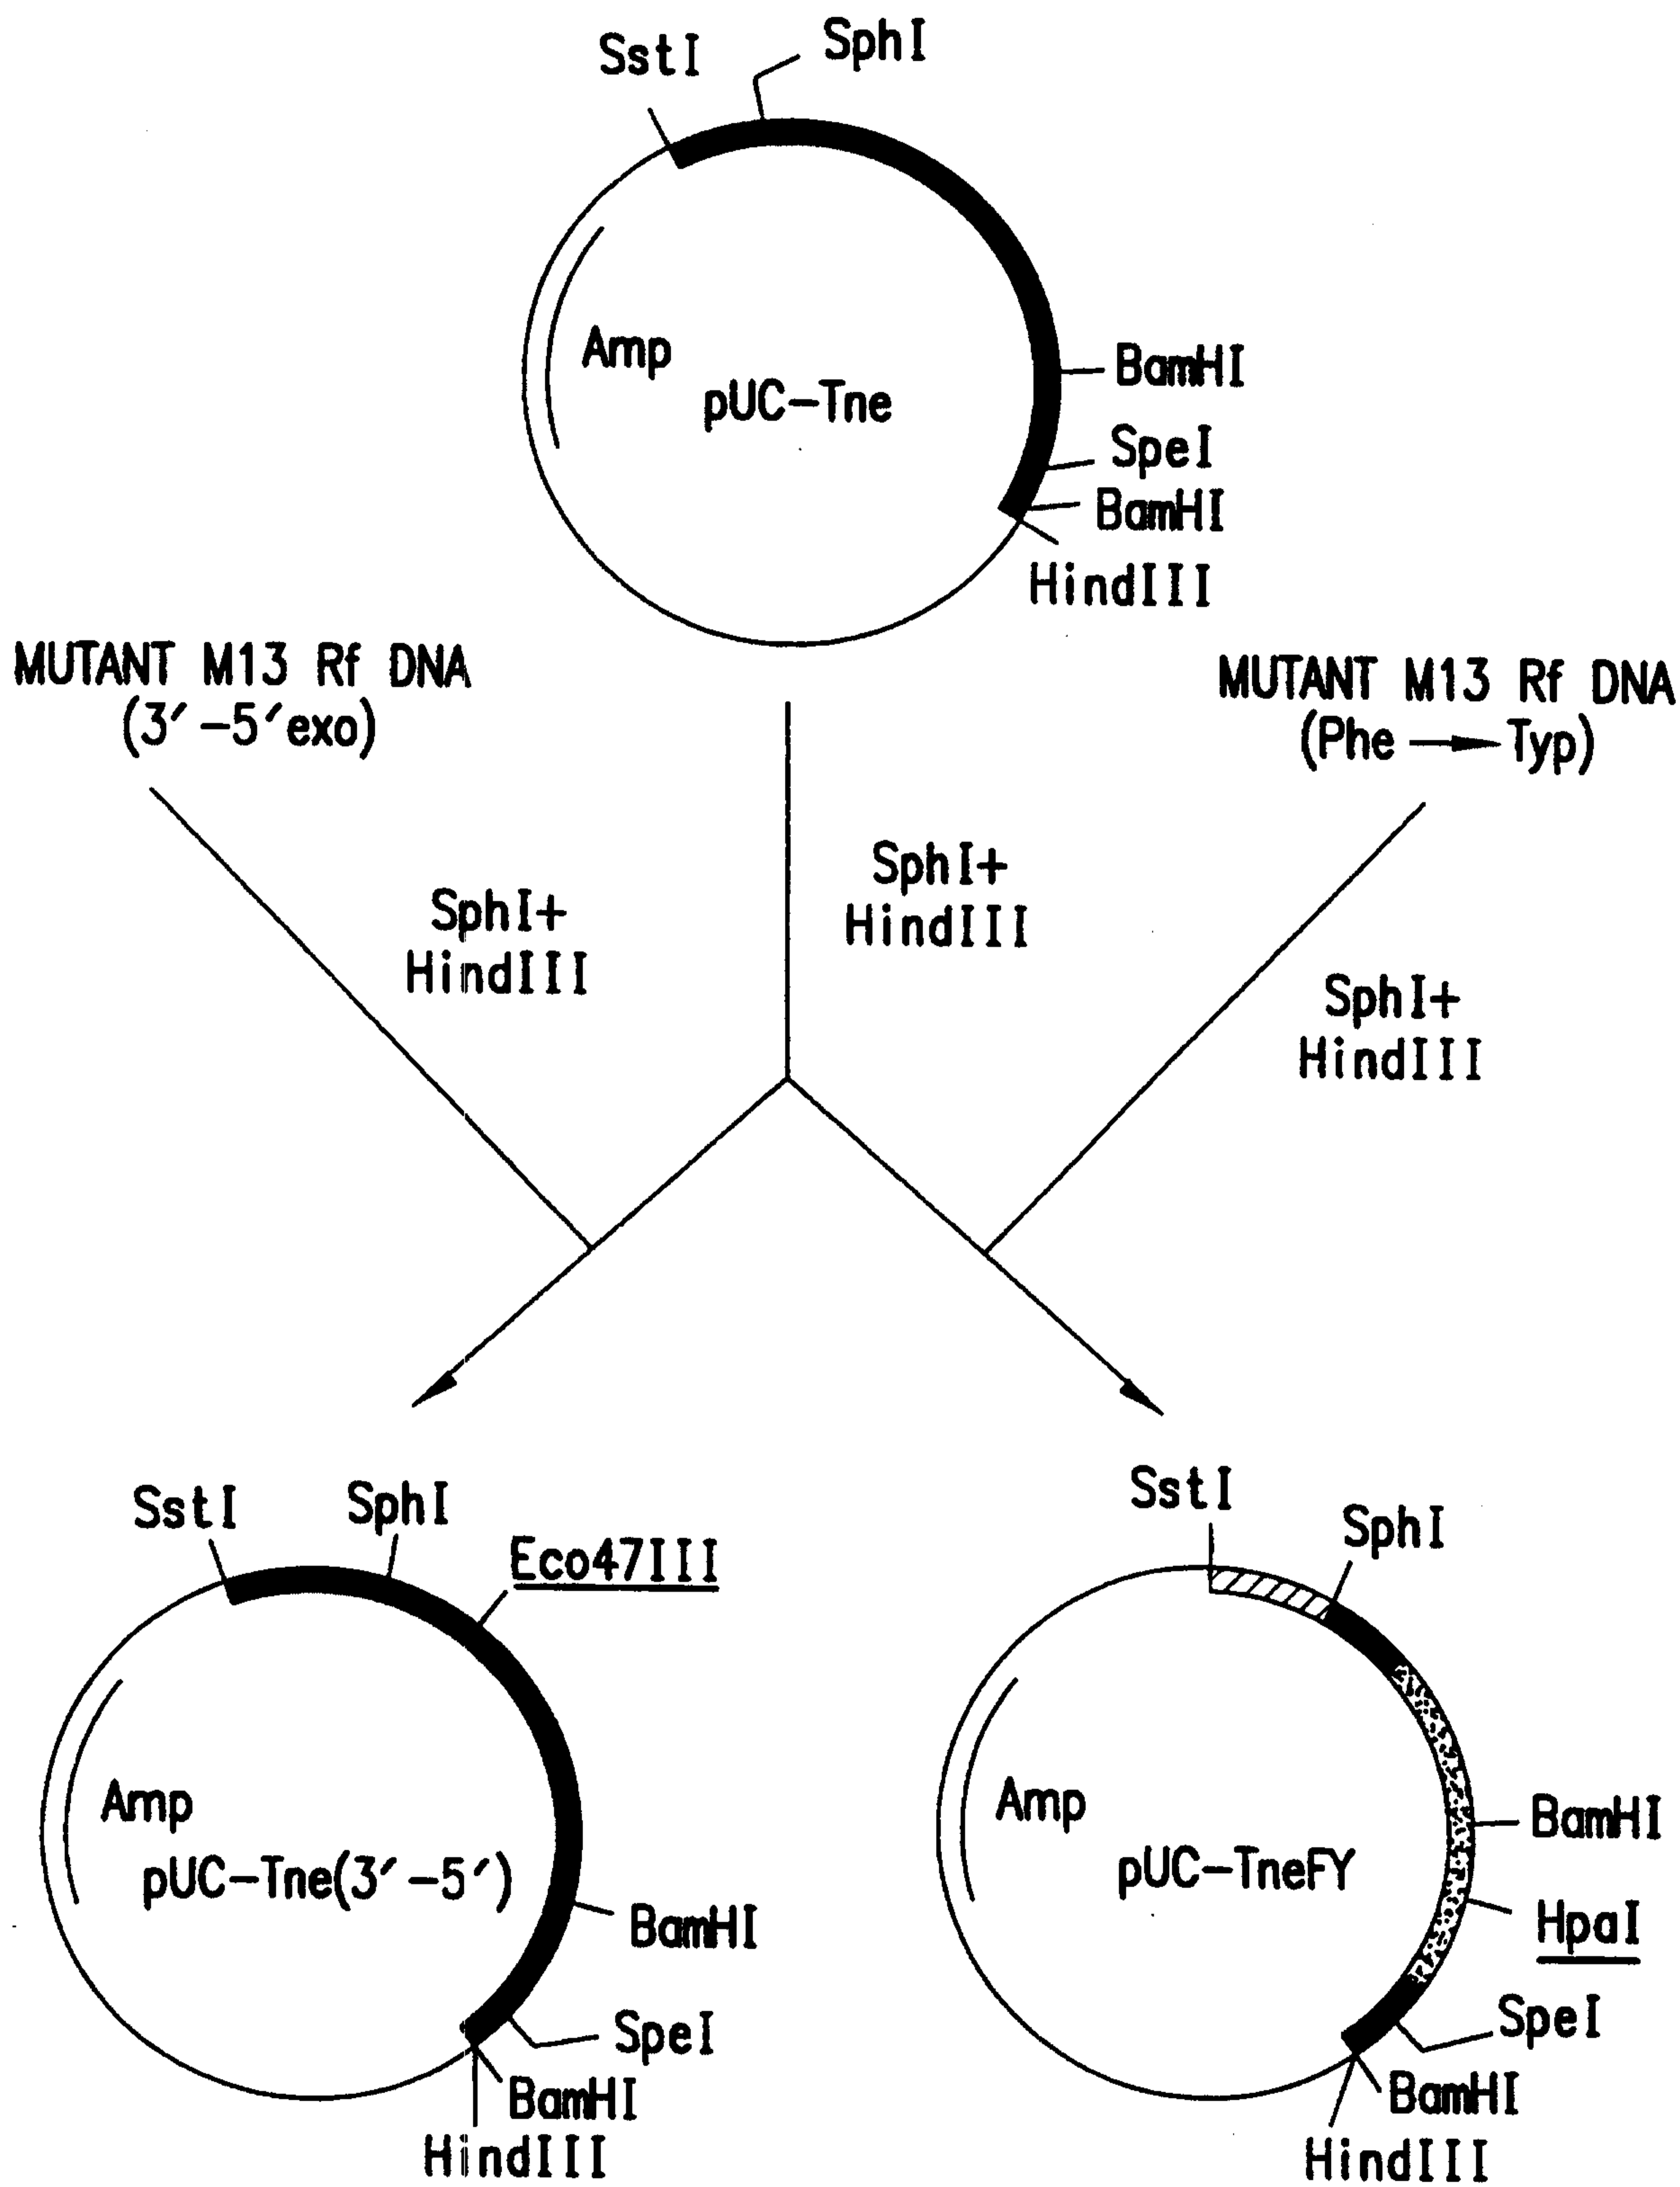 SstI
SphI
Amp
pUC-Tne
BamHI
SpeI
BamHI
HindIII
MUTANT M13 Rf DNA
(3'-5'exo)
MUTANT M13 Rf DNA
(Phe → Typ)
SphI+
HindIII
SphI+
HindIII
SphI+
HindIII
SstI
SphI
Eco47III
Amp
pUC-Tne(3'-5')
BamHI
SpeI
BamHI
HindIII
SstI
SphI
Amp
pUC-TneFY
BamHI
HpaI
SpeI
BamHI
HindIII